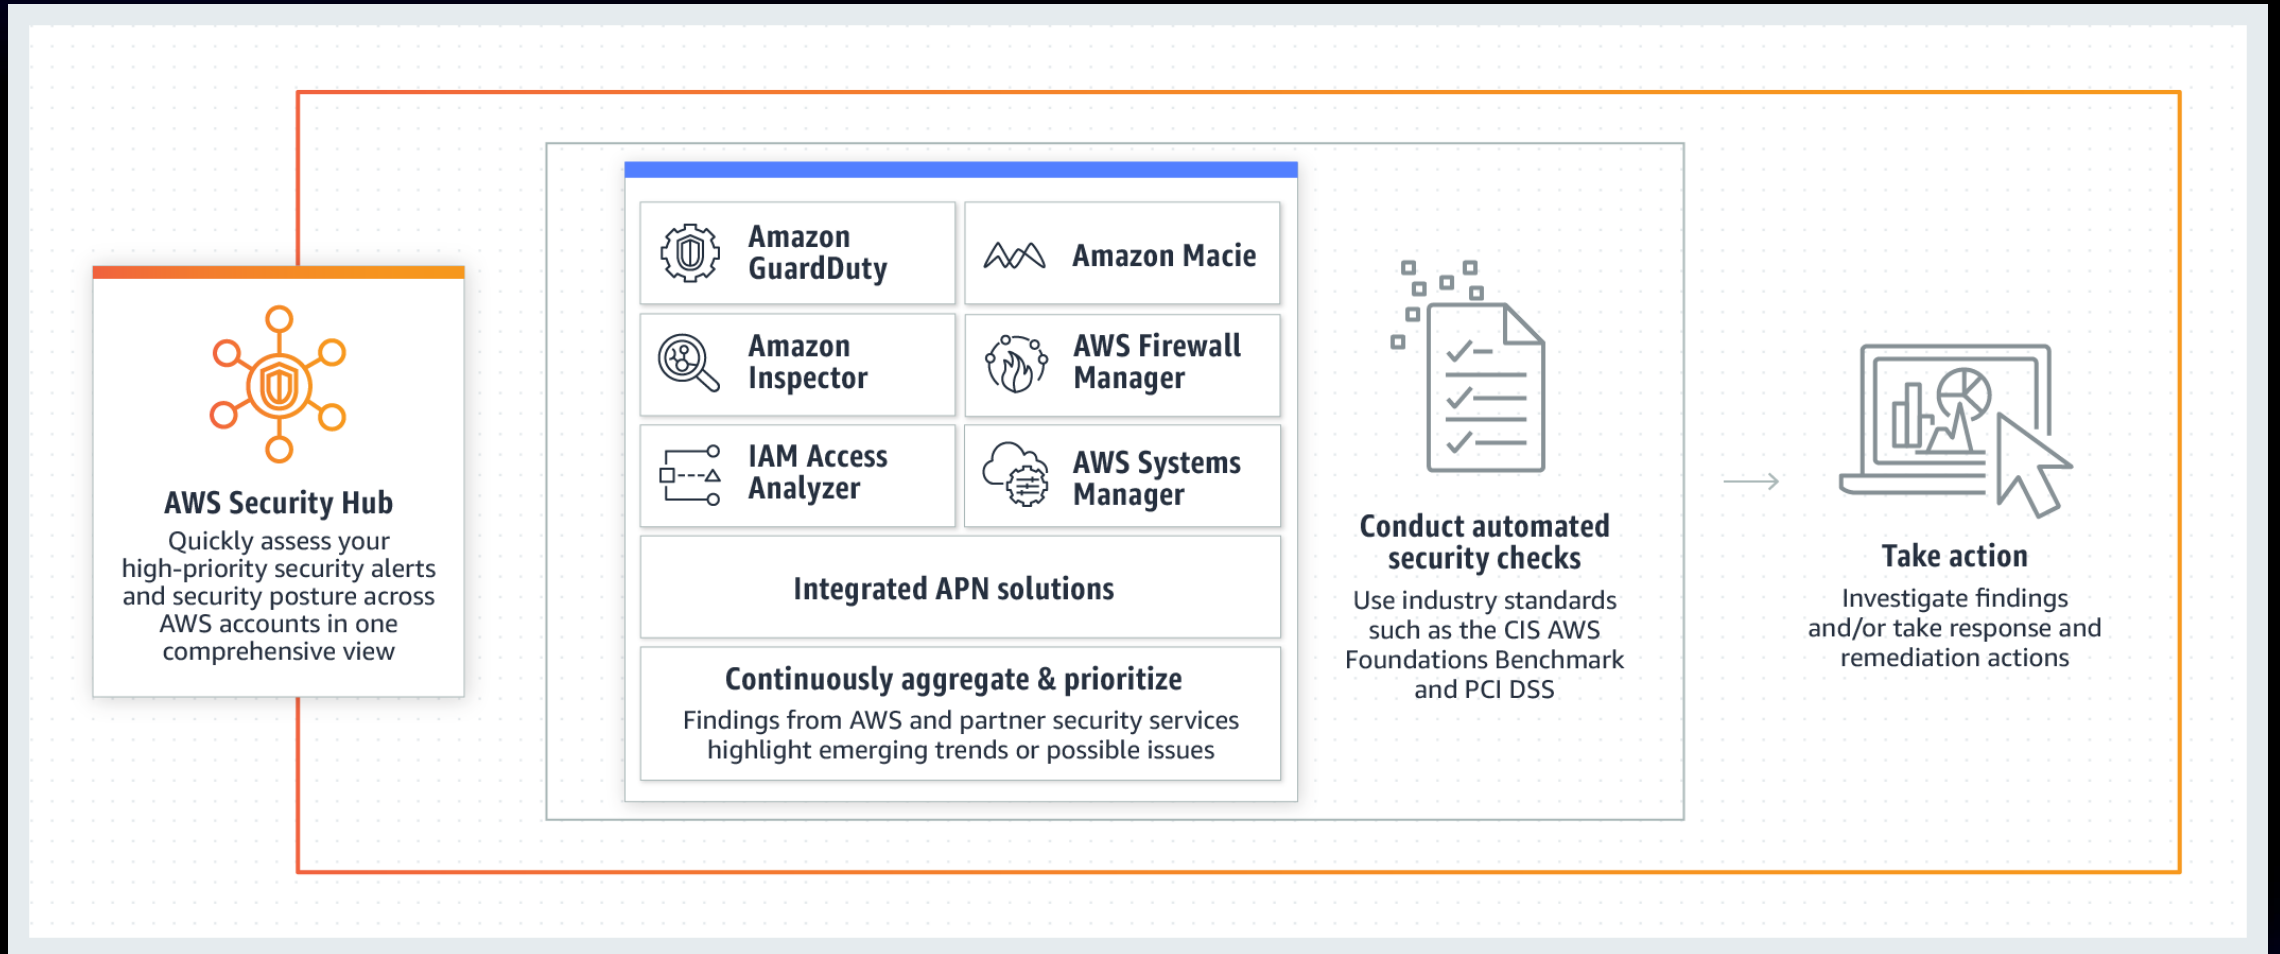 AWS Security Hub
Quickly assess your
high-priority security alerts
and security posture across
AWS accounts in one
comprehensive view
Amazon
GuardDuty
Amazon Macie
Amazon
Inspector
AWS Firewall
Manager
IAM Access
Analyzer
AWS Systems
Manager
Integrated APN solutions
Continuously aggregate & prioritize
Findings from AWS and partner security services
highlight emerging trends or possible issues
Conduct automated
security checks
Use industry standards
such as the CIS AWS
Foundations Benchmark
and PCI DSS
Take action
Investigate findings
and/or take response and
remediation actions